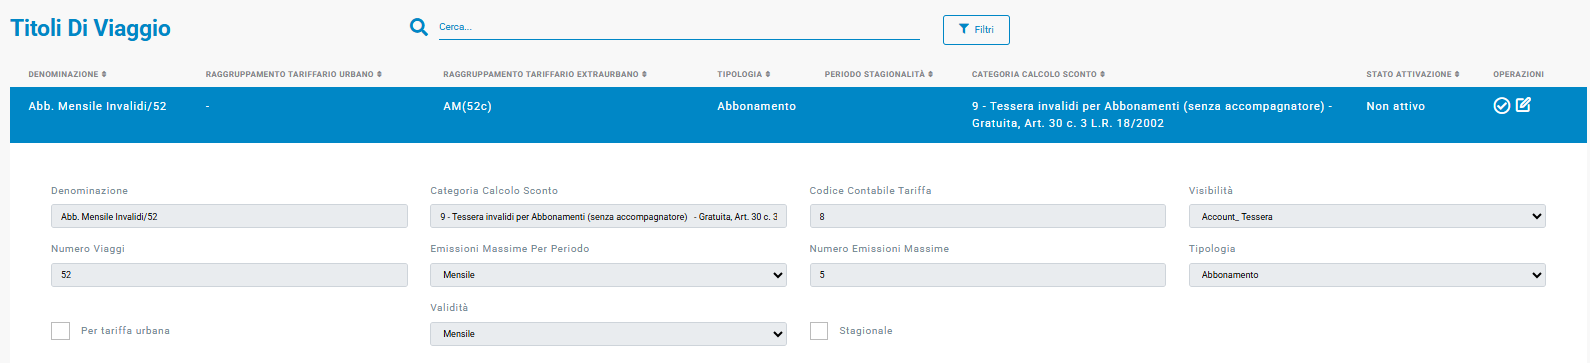 Titoli Di Viaggio
Cerca...
Filtri
DENOMINAZIONE RAGGRUPPAMENTO TARIFFARIO URBANO RAGGRUPPAMENTO TARIFFARIO EXTRAURBANO TIPOLOGIA PERIODO STAGIONALITÀ CATEGORIA CALCOLO SCONTO STATO ATTIVAZIONE OPERAZIONI
Abb. Mensile Invalidi/52 - AM(52c) Abbonamento 9 - Tessera invalidi per Abbonamenti (senza accompagnatore) - Non attivo
Gratuita, Art. 30 c. 3 L.R. 18/2002
Denominazione Categoria Calcolo Sconto Codice Contabile Tariffa Visibilità
Abb. Mensile Invalidi/52 9 - Tessera invalidi per Abbonamenti (senza accompagnatore) - Gratuita, Art. 30 c. 3 8 Account_ Tessera
Numero Viaggi Emissioni Massime Per Periodo Numero Emissioni Massime Tipologia
52 Mensile 5 Abbonamento
Validità
Per tariffa urbana Mensile Stagionale